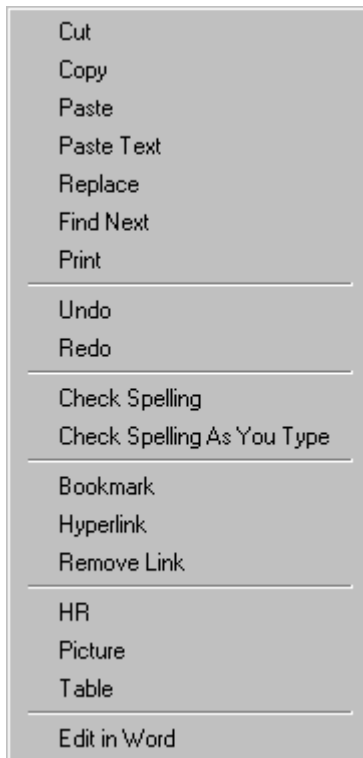 Cut
Copy
Paste
Paste Text
Replace
Find Next
Print
Undo
Redo
Check Spelling
Check Spelling As You Type
Bookmark
Hyperlink
Remove Link
HR
Picture
Table
Edit in Word